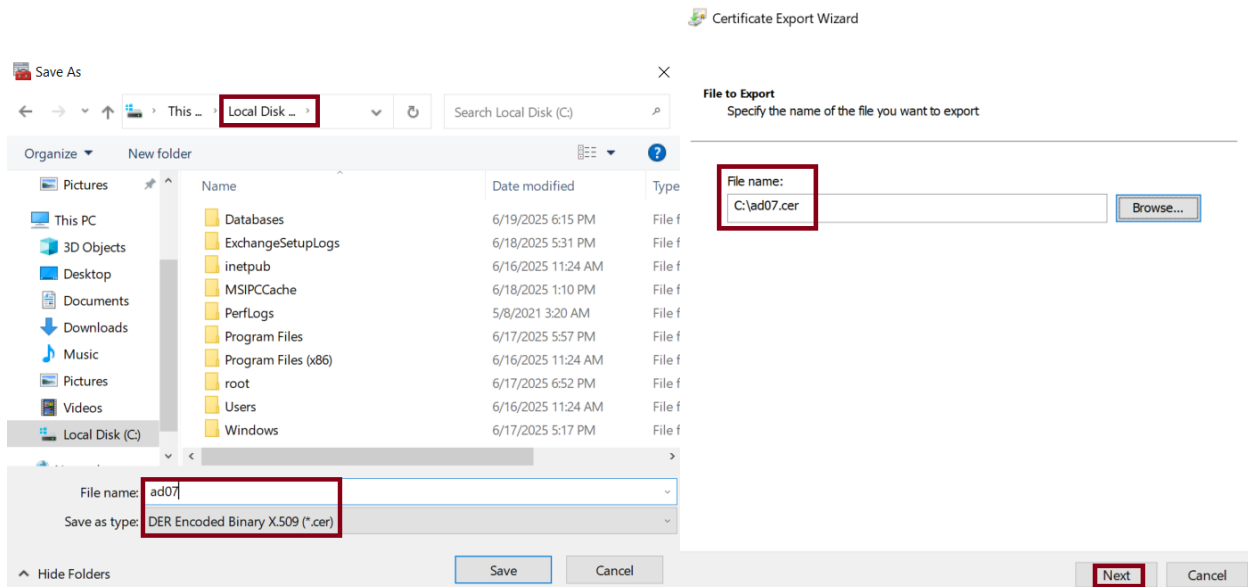 Save As
This ... Local Disk ...
Search Local Disk (C:)
Organize
New folder
Pictures
This PC
3D Objects
Desktop
Documents
Downloads
Music
Pictures
Videos
Local Disk (C:)
Name Date modified Type
Databases 6/19/2025 6:15 PM File f
ExchangeSetupLogs 6/18/2025 5:31 PM File f
inetpub 6/16/2025 11:24 AM File f
MSIPCCache 6/18/2025 1:10 PM File f
PerfLogs 5/8/2021 3:20 AM File f
Program Files 6/17/2025 5:57 PM File f
Program Files (x86) 6/16/2025 11:24 AM File f
root 6/17/2025 6:52 PM File f
Users 6/16/2025 11:24 AM File f
Windows 6/17/2025 5:17 PM File f
File name: ad07
Save as type: DER Encoded Binary X.509 (*.cer)
Hide Folders
Save
Cancel
Certificate Export Wizard
File to Export
Specify the name of the file you want to export
File name:
C:\ad07.cer
Browse...
Next
Cancel